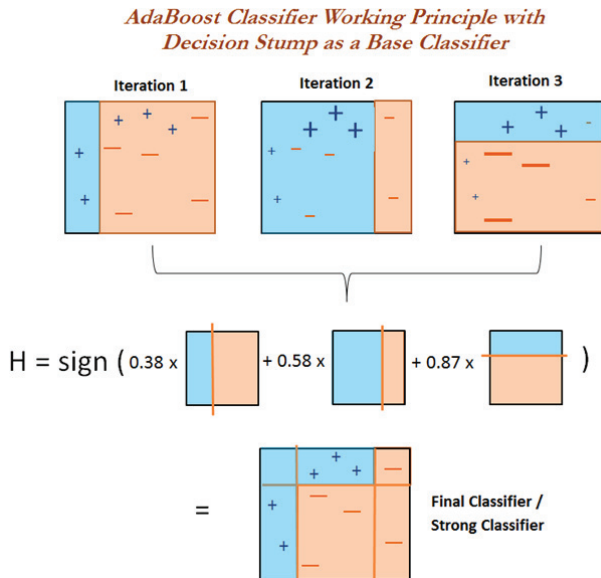 AdaBoost Classifier Working Principle with
Decision Stump as a Base Classifier
Iteration 1
Iteration 2
Iteration 3
H = sign ( 0.38 x + 0.58 x + 0.87 x )
=
Final Classifier /
Strong Classifier